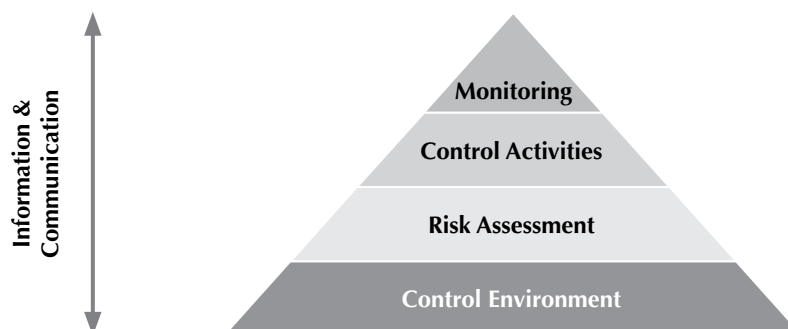 Information &
Communication
Monitoring
Control Activities
Risk Assessment
Control Environment